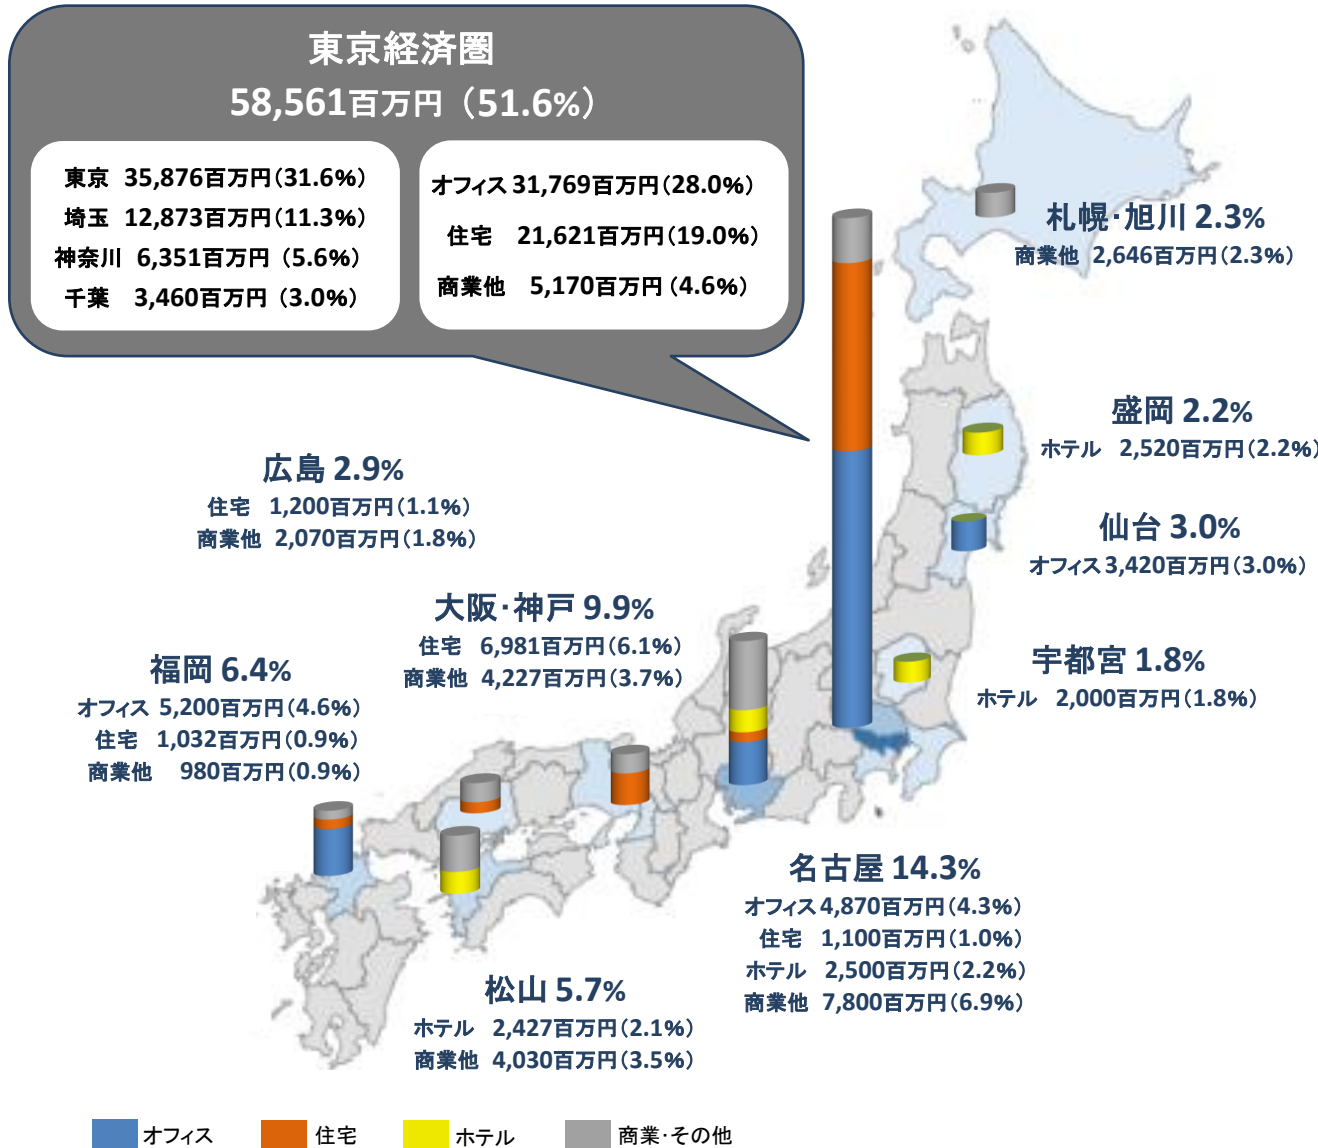 東京経済圏
58,561百万円（51.6%）
東京 35,876百万円(31.6%)
埼玉 12,873百万円(11.3%)
神奈川 6,351百万円 (5.6%)
千葉 3,460百万円 (3.0%)
オフィス 31,769百万円(28.0%)
住宅 21,621百万円(19.0%)
商業他 5,170百万円 (4.6%)
札幌・旭川 2.3%
商業他 2,646百万円(2.3%)
盛岡 2.2%
ホテル 2,520百万円(2.2%)
広島 2.9%
住宅 1,200百万円(1.1%)
商業他 2,070百万円(1.8%)
仙台 3.0%
オフィス 3,420百万円(3.0%)
大阪・神戸 9.9%
住宅 6,981百万円(6.1%)
商業他 4,227百万円(3.7%)
福岡 6.4%
オフィス 5,200百万円(4.6%)
住宅 1,032百万円(0.9%)
商業他 980百万円(0.9%)
宇都宮 1.8%
ホテル 2,000百万円(1.8%)
名古屋 14.3%
オフィス 4,870百万円(4.3%)
住宅 1,100百万円(1.0%)
ホテル 2,500百万円(2.2%)
商業他 7,800百万円(6.9%)
松山 5.7%
ホテル 2,427百万円(2.1%)
商業他 4,030百万円(3.5%)
オフィス 住宅 ホテル 商業・その他